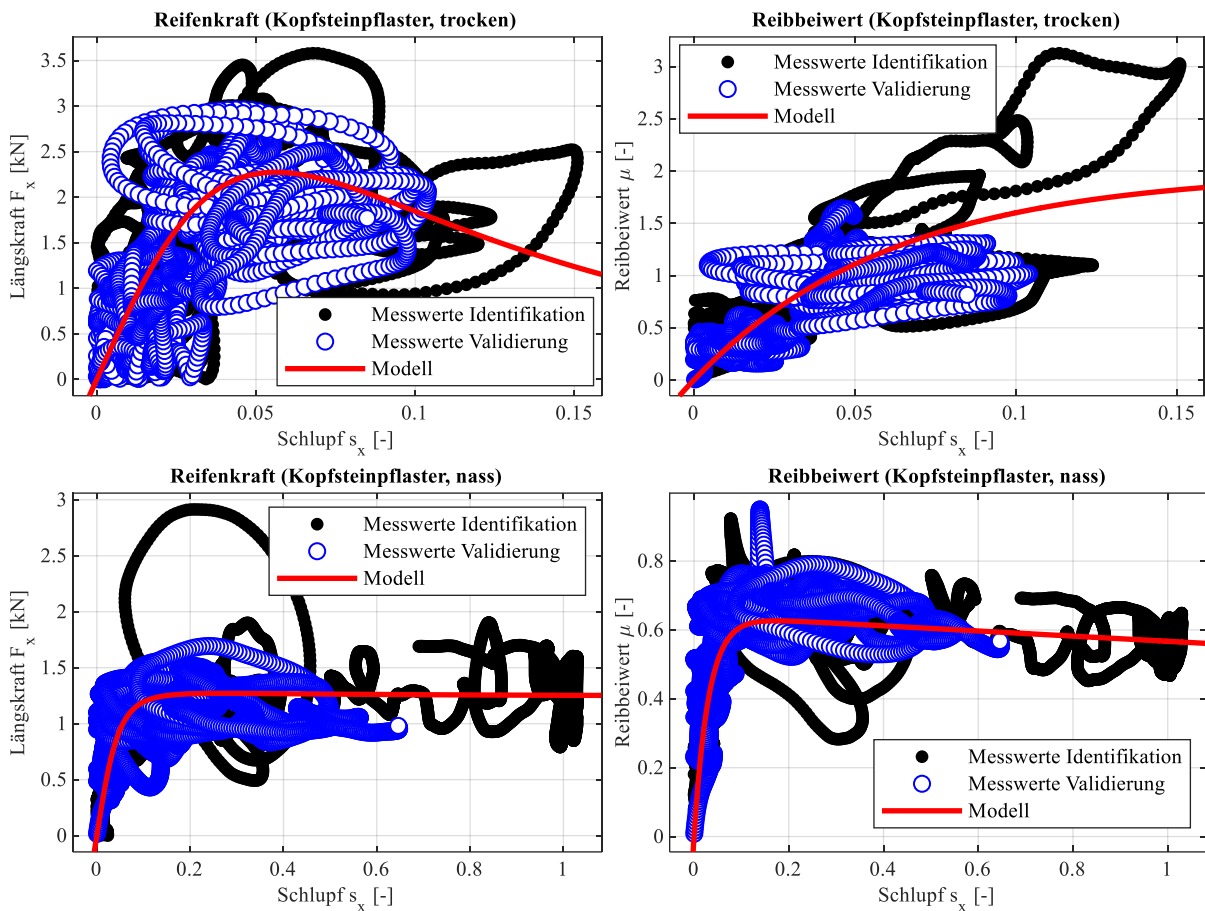 Reifenkraft (Kopfsteinpflaster, trocken)
Längskraft F_x [kN]
3.5
3
2.5
2
1.5
1
0.5
0
0
0.05
0.1
0.15
Schlupf s_x [-]
Messwerte Identifikation
Messwerte Validierung
Modell
Reibbeiwert (Kopfsteinpflaster, trocken)
Reibbeiwert μ [-]
3
2.5
2
1.5
1
0.5
0
0
0.05
0.1
0.15
Schlupf s_x [-]
Messwerte Identifikation
Messwerte Validierung
Modell
Reifenkraft (Kopfsteinpflaster, nass)
Längskraft F_x [kN]
3
2.5
2
1.5
1
0.5
0
0
0.2
0.4
0.6
0.8
1
Schlupf s_x [-]
Messwerte Identifikation
Messwerte Validierung
Modell
Reibbeiwert (Kopfsteinpflaster, nass)
Reibbeiwert μ [-]
0.8
0.6
0.4
0.2
0
0
0.2
0.4
0.6
0.8
1
Schlupf s_x [-]
Messwerte Identifikation
Messwerte Validierung
Modell